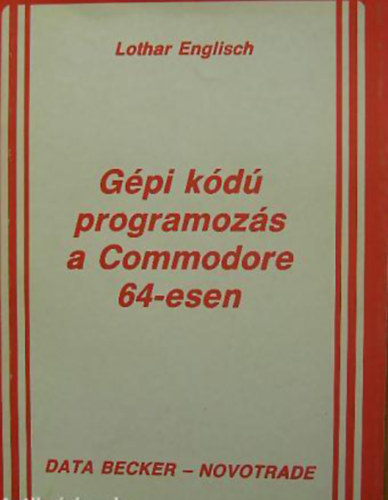 Lothar Englisch
Gépi kódú
programozás
a Commodore
64-esen
DATA BECKER – NOVOTRADE